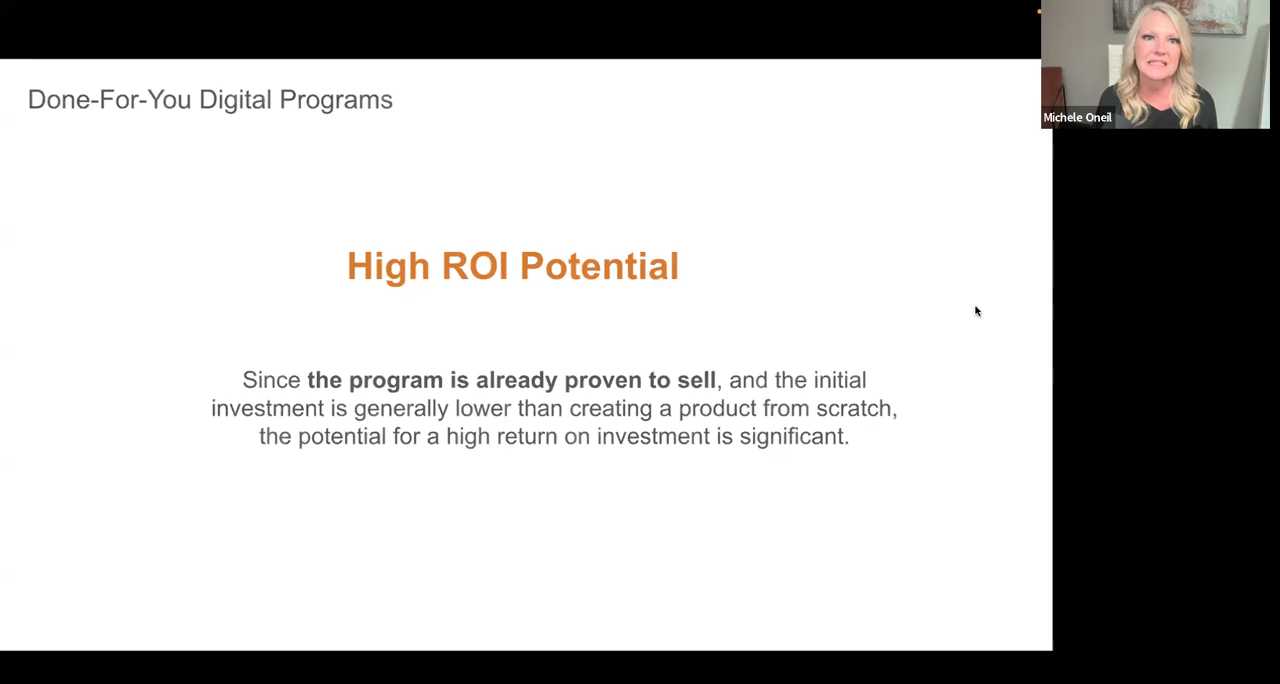 Done-For-You Digital Programs
Michele Oneil
High ROI Potential
Since the program is already proven to sell, and the initial
investment is generally lower than creating a product from scratch,
the potential for a high return on investment is significant.